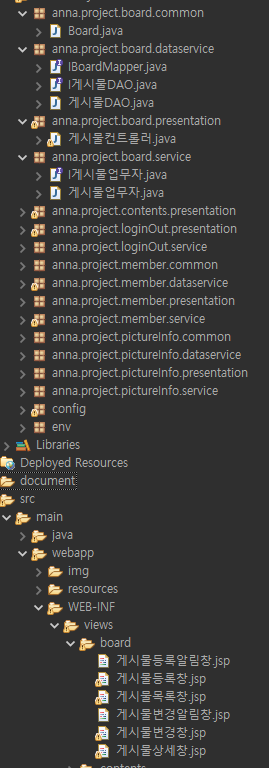 anna.project.board.common
Board.java
anna.project.board.dataservice
IBoardMapper.java
I게시물DAO.java
게시물DAO.java
anna.project.board.presentation
게시물컨트롤러.java
anna.project.board.service
I게시물업무자.java
게시물업무자.java
anna.project.contents.presentation
anna.project.loginOut.presentation
anna.project.loginOut.service
anna.project.member.common
anna.project.member.dataservice
anna.project.member.presentation
anna.project.member.service
anna.project.pictureInfo.common
anna.project.pictureInfo.dataservice
anna.project.pictureInfo.presentation
anna.project.pictureInfo.service
config
env
Libraries
Deployed Resources
document
src
main
java
webapp
img
resources
WEB-INF
views
board
게시물등록알림창.jsp
게시물등록창.jsp
게시물목록창.jsp
게시물변경알림창.jsp
게시물변경창.jsp
게시물상세창.jsp
contents